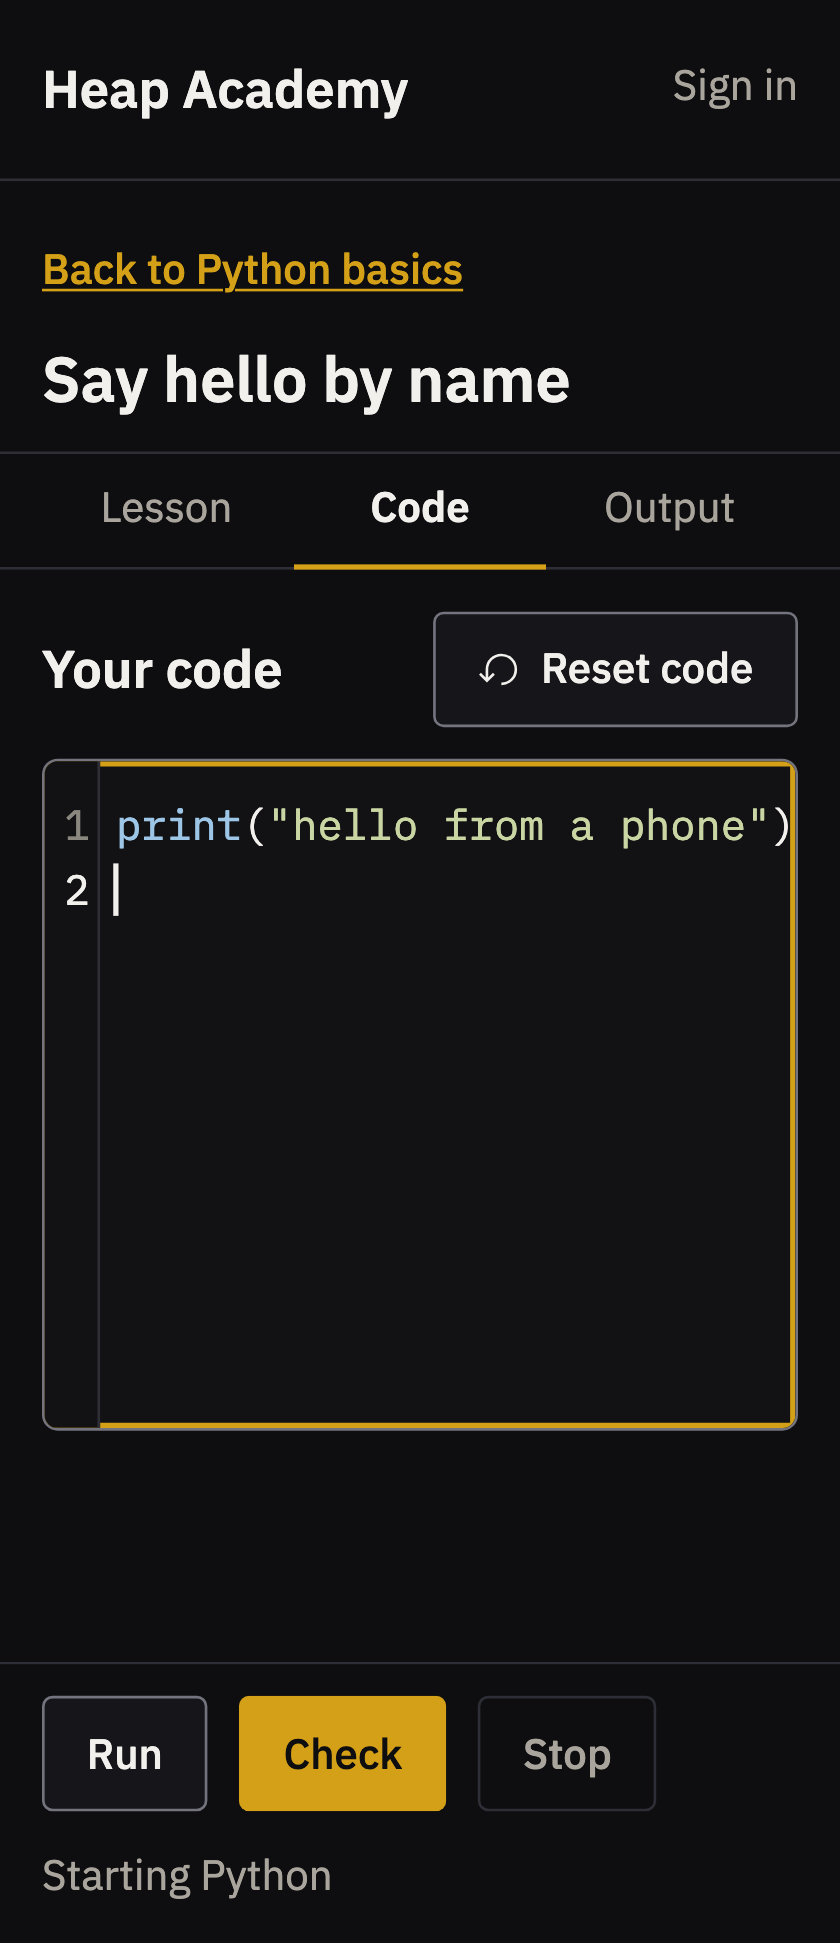 Heap Academy
Sign in
Back to Python basics
Say hello by name
Lesson
Code
Output
Your code
Reset code
1 print("hello from a phone")
2
Run
Check
Stop
Starting Python